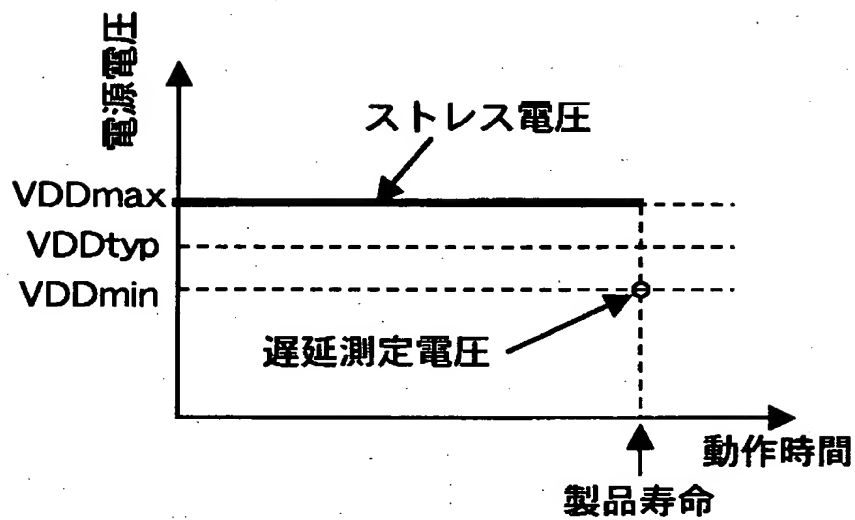 電源電圧
ストレス電圧
VDDmax
VDDtyp
VDDmin
遅延測定電圧
動作時間
製品寿命